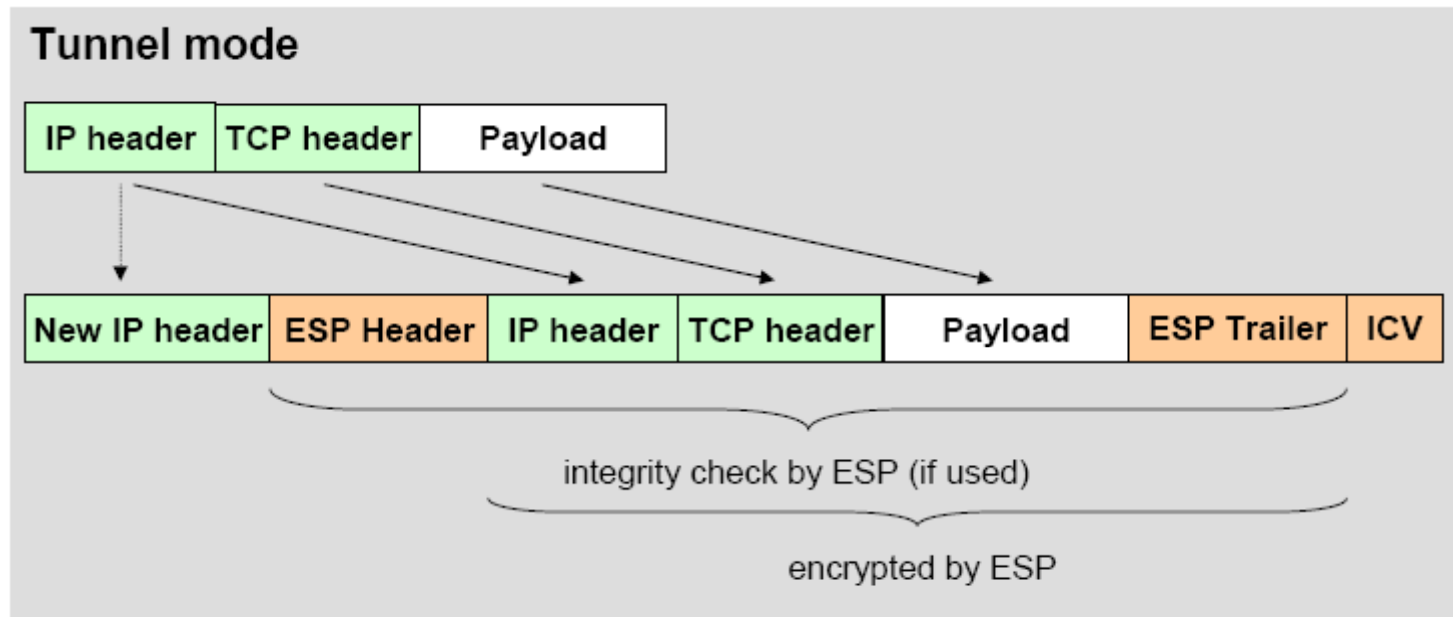 Tunnel mode
IP header TCP header Payload
New IP header ESP Header IP header TCP header Payload ESP Trailer ICV
integrity check by ESP (if used)
encrypted by ESP